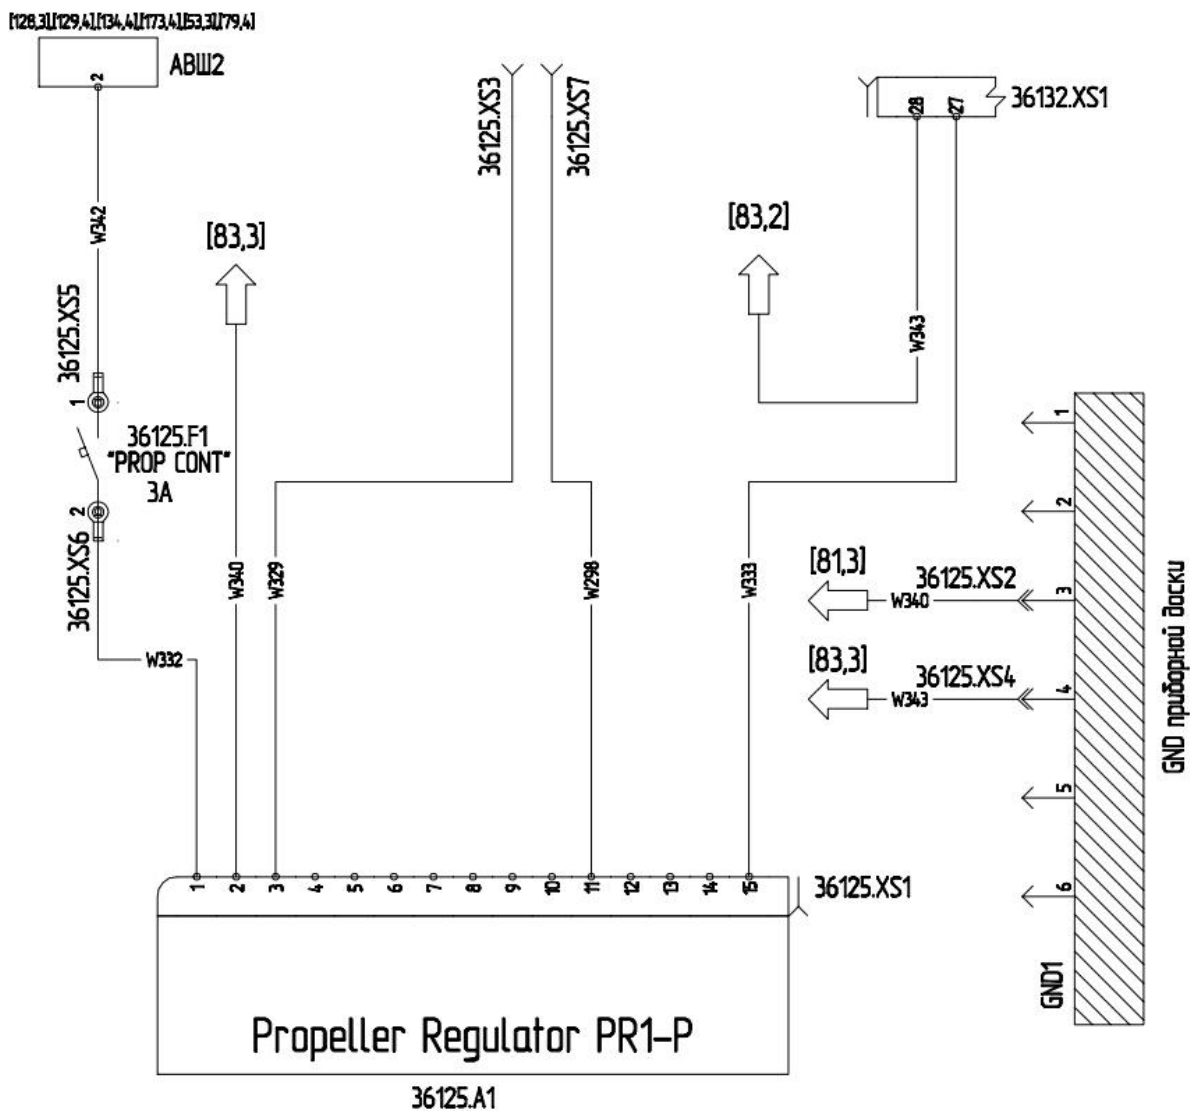 [128,3][129,4][134,4][173,4][53,3][79,4]
АВШ2
2
36125.XS3
36125.XS7
36132.XS1
28
27
W342
[83,3]
[83,2]
36125.XS5
W343
1
36125.F1
"PROP CONT"
3A
2
36125.XS6
W340
W329
W298
W333
W332
1
2
[81,3]
36125.XS2
W340
3
[83,3]
36125.XS4
W343
4
5
6
GND1
GND приборной доски
1
2
3
4
5
6
7
8
9
10
11
12
13
14
15
36125.XS1
Propeller Regulator PR1-P
36125.A1